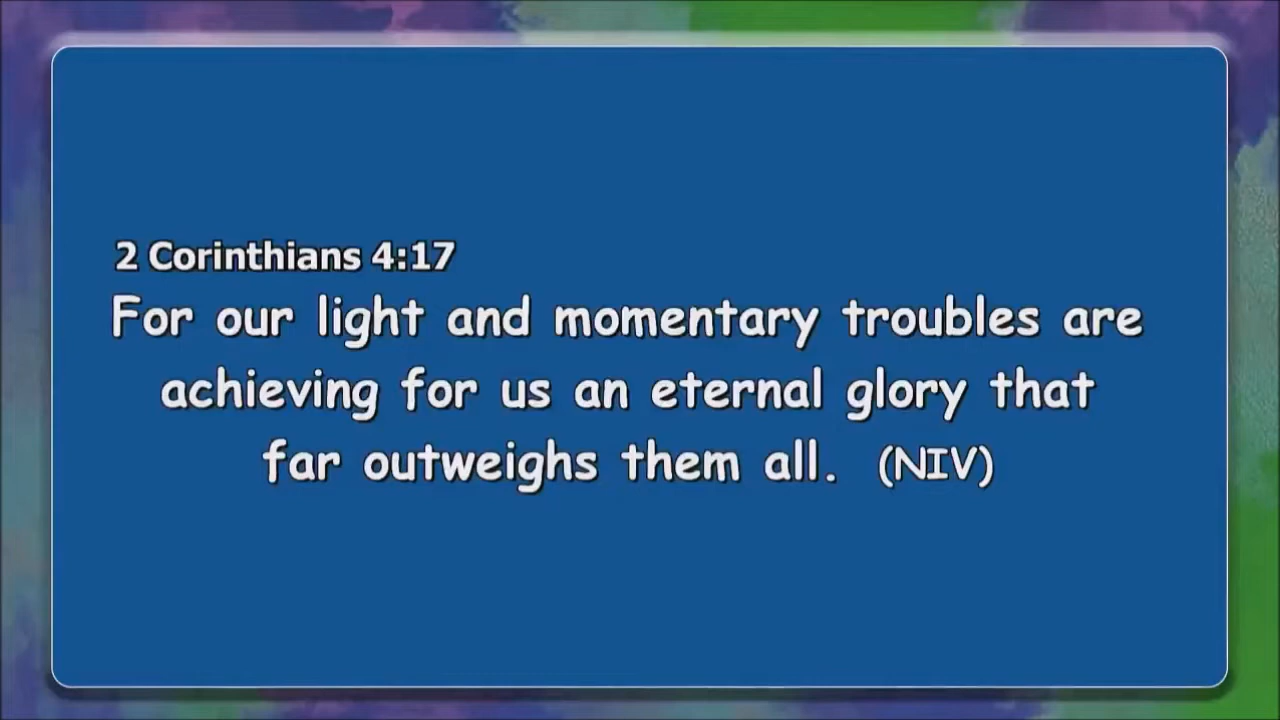 2 Corinthians 4:17
For our light and momentary troubles are
achieving for us an eternal glory that
far outweighs them all. (NIV)